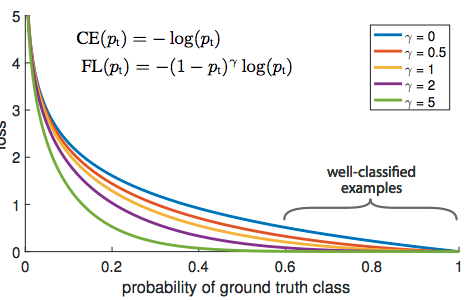 5
4
3
2
1
0
loss
CE(pₜ) = − log(pₜ)
FL(pₜ) = −(1 − pₜ)ᵞ log(pₜ)
γ = 0
γ = 0.5
γ = 1
γ = 2
γ = 5
well-classified
examples
0 0.2 0.4 0.6 0.8 1
probability of ground truth class